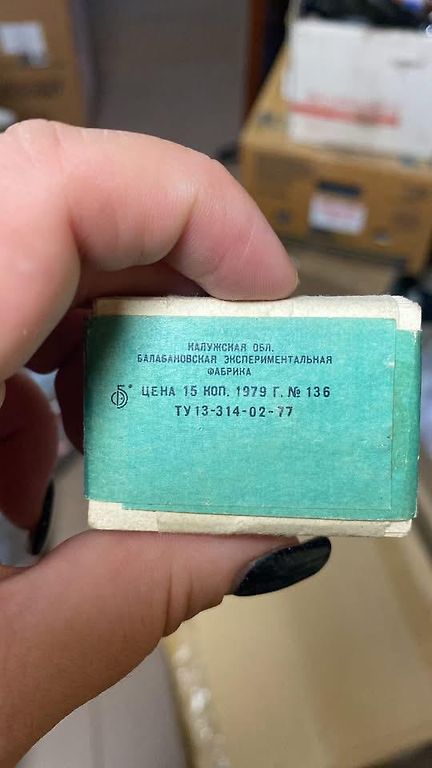 КАЛУЖСКАЯ ОБЛ.
БАЛАБАНОВСКАЯ ЭКСПЕРИМЕНТАЛЬНАЯ
ФАБРИКА
ЦЕНА 15 КОП. 1979 Г. № 136
ТУ 13-314-02-77